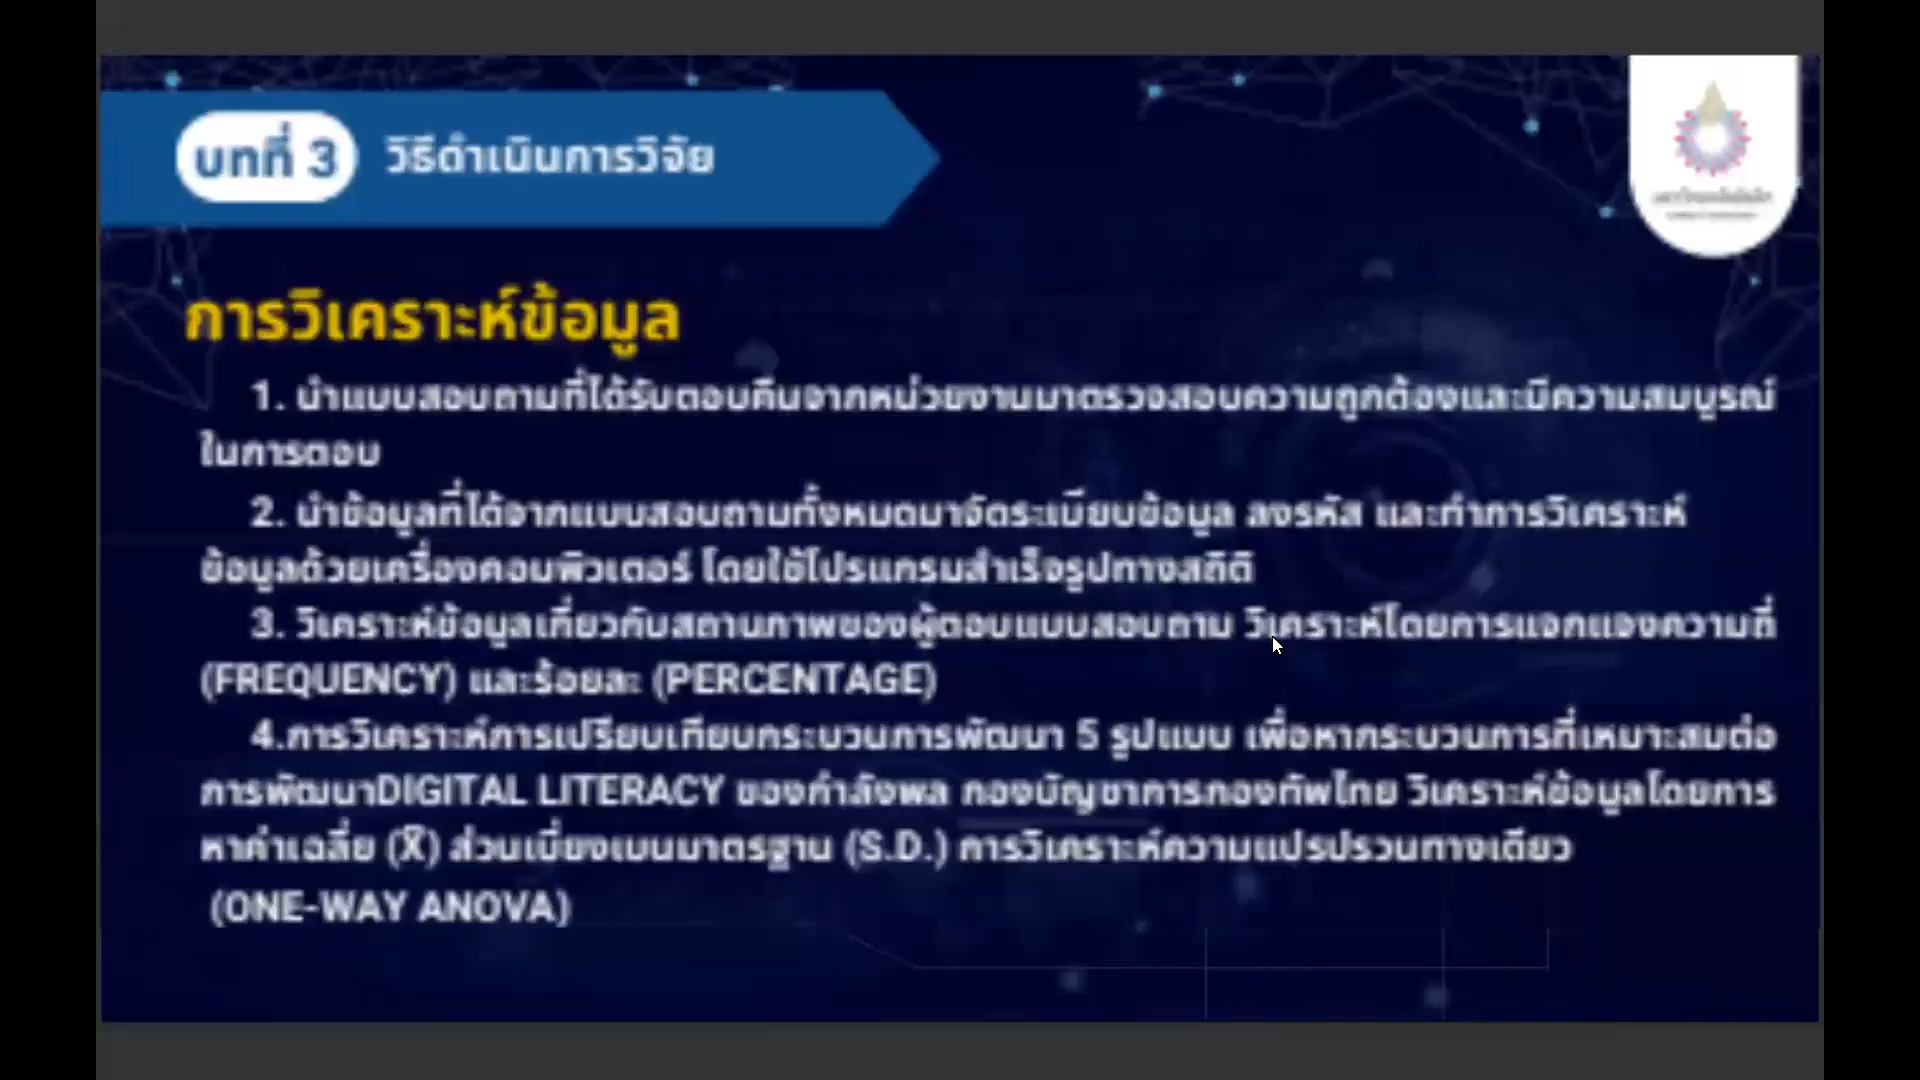 บทที่ 3 วิธีดำเนินการวิจัย
การวิเคราะห์ข้อมูล
1. นำแบบสอบถามที่ได้รับตอบคืนจากหน่วยงานมาตรวจสอบความถูกต้องและมีความสมบูรณ์
ในการตอบ
2. นำข้อมูลที่ได้จากแบบสอบถามทั้งหมดมาจัดระเบียบข้อมูล ลงรหัส และทำการวิเคราะห์
ข้อมูลด้วยเครื่องคอมพิวเตอร์ โดยใช้โปรแกรมสำเร็จรูปทางสถิติ
3. วิเคราะห์ข้อมูลเกี่ยวกับสถานภาพของผู้ตอบแบบสอบถาม วิเคราะห์โดยการแจกแจงความถี่
(FREQUENCY) และร้อยละ (PERCENTAGE)
4.การวิเคราะห์การเปรียบเทียบกระบวนการพัฒนา 5 รูปแบบ เพื่อหากระบวนการที่เหมาะสมต่อ
การพัฒนาDIGITAL LITERACY ของกำลังพล กองบัญชาการกองทัพไทย วิเคราะห์ข้อมูลโดยการ
หาค่าเฉลี่ย (X̅) ส่วนเบี่ยงเบนมาตรฐาน (S.D.) การวิเคราะห์ความแปรปรวนทางเดียว
(ONE-WAY ANOVA)